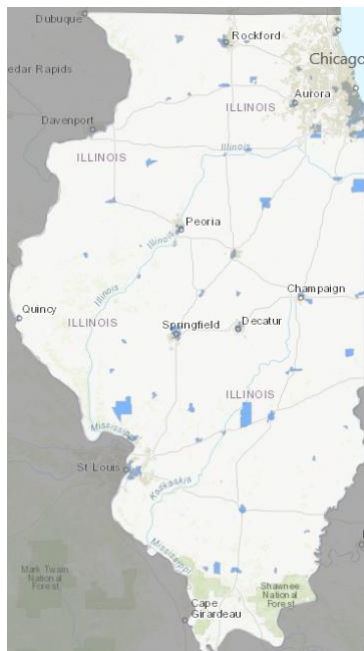 Dubuque
Rockford
Chicago
edar Rapids
Aurora
ILLINOIS
Davenport
Illinois
ILLINOIS
Peoria
Illinois
Illinois
Champaign
Quincy
ILLINOIS
Springfield
Decatur
ILLINOIS
Mississi
St Louis
Kaskaskia
Mississippi
Mark Twain
National
Forest
Shawnee
National
Forest
Cape
Girardeau